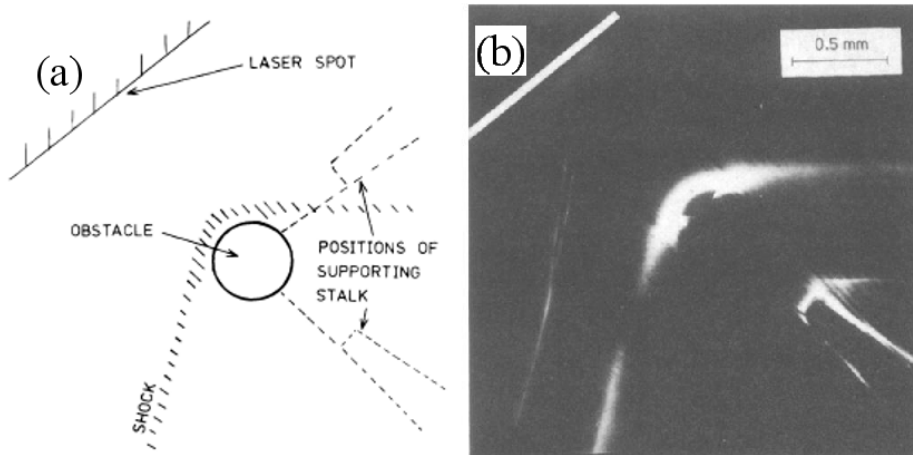 (a)
LASER SPOT
OBSTACLE
POSITIONS OF
SUPPORTING
STALK
SHOCK
(b)
0.5 mm